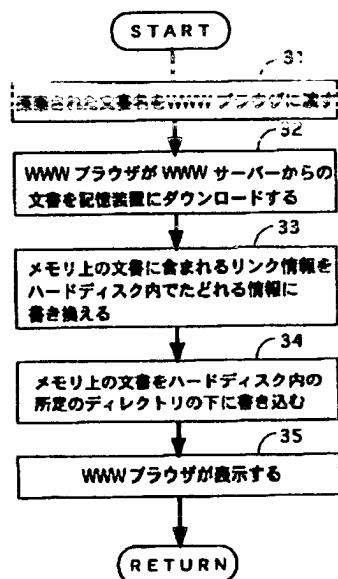 START
31
された文書名をWWWブラウザに渡す
32
WWWブラウザがWWWサーバーからの
文書を記憶装置にダウンロードする
33
メモリ上の文書に含まれるリンク情報を
ハードディスク内でたどれる情報に
書き換える
34
メモリ上の文書をハードディスク内の
所定のディレクトリの下に書き込む
35
WWWブラウザが表示する
RETURN